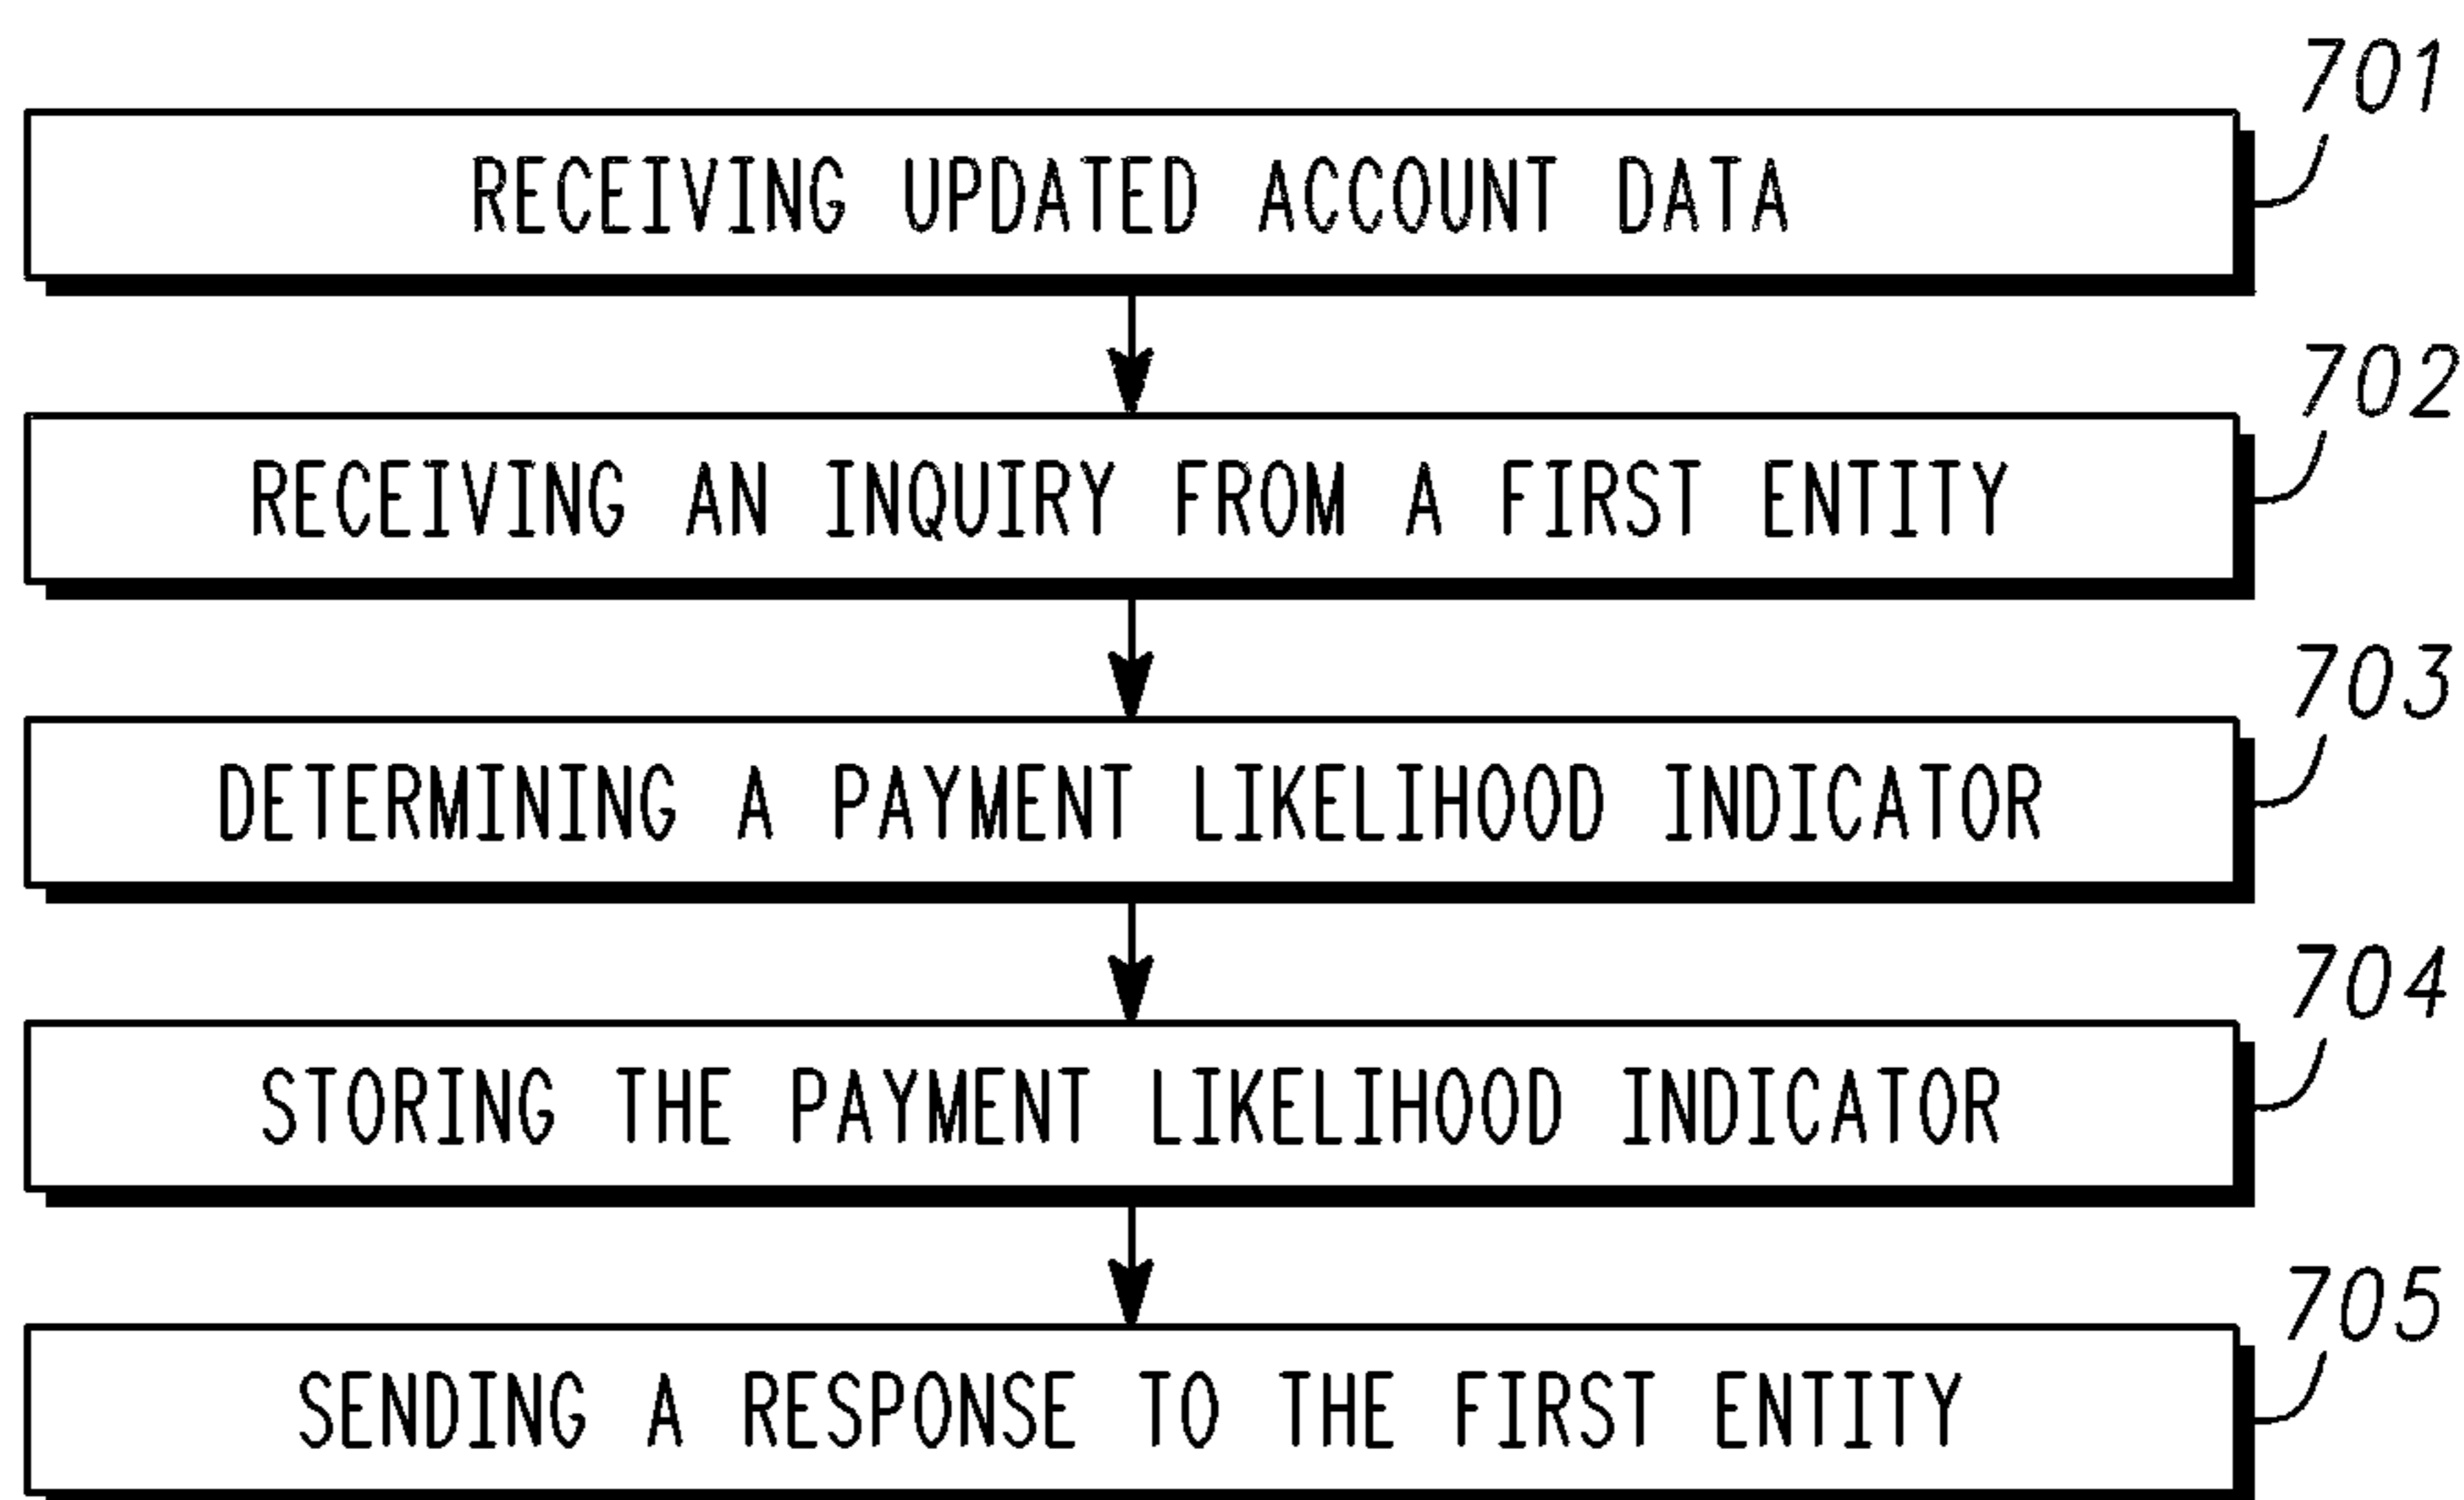 701
RECEIVING UPDATED ACCOUNT DATA
702
RECEIVING AN INQUIRY FROM A FIRST ENTITY
703
DETERMINING A PAYMENT LIKELIHOOD INDICATOR
704
STORING THE PAYMENT LIKELIHOOD INDICATOR
705
SENDING A RESPONSE TO THE FIRST ENTITY